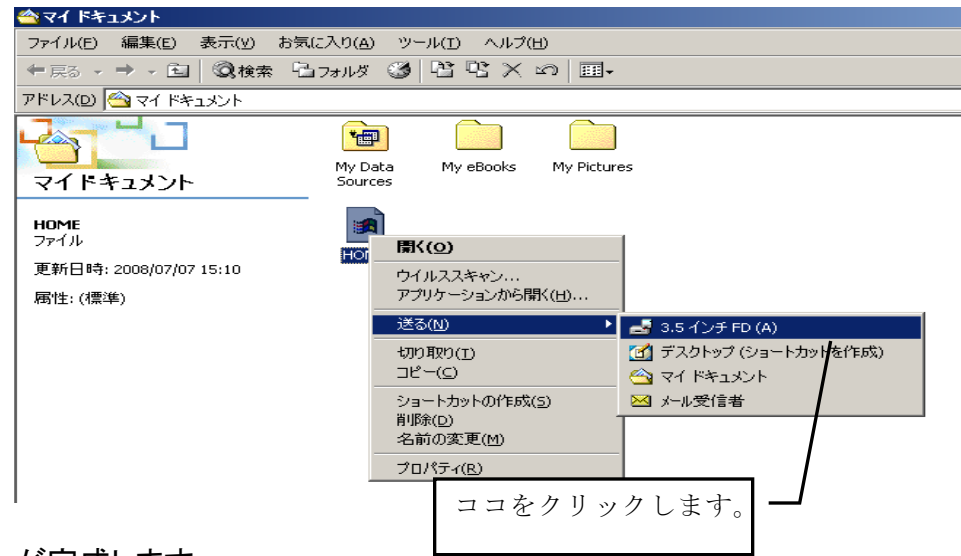 マイ ドキュメント
ファイル(F) 編集(E) 表示(V) お気に入り(A) ツール(T) ヘルプ(H)
戻る 検索 フォルダ
アドレス(D) マイ ドキュメント
マイ ドキュメント
HOME
ファイル
更新日時: 2008/07/07 15:10
属性: (標準)
My Data
Sources
My eBooks
My Pictures
開く(O)
ウイルススキャン...
アプリケーションから開く(H)...
送る(N)
切り取り(T)
コピー(C)
ショートカットの作成(S)
削除(D)
名前の変更(M)
プロパティ(R)
3.5 インチ FD (A)
デスクトップ (ショートカットを作成)
マイ ドキュメント
メール受信者
ココをクリックします。